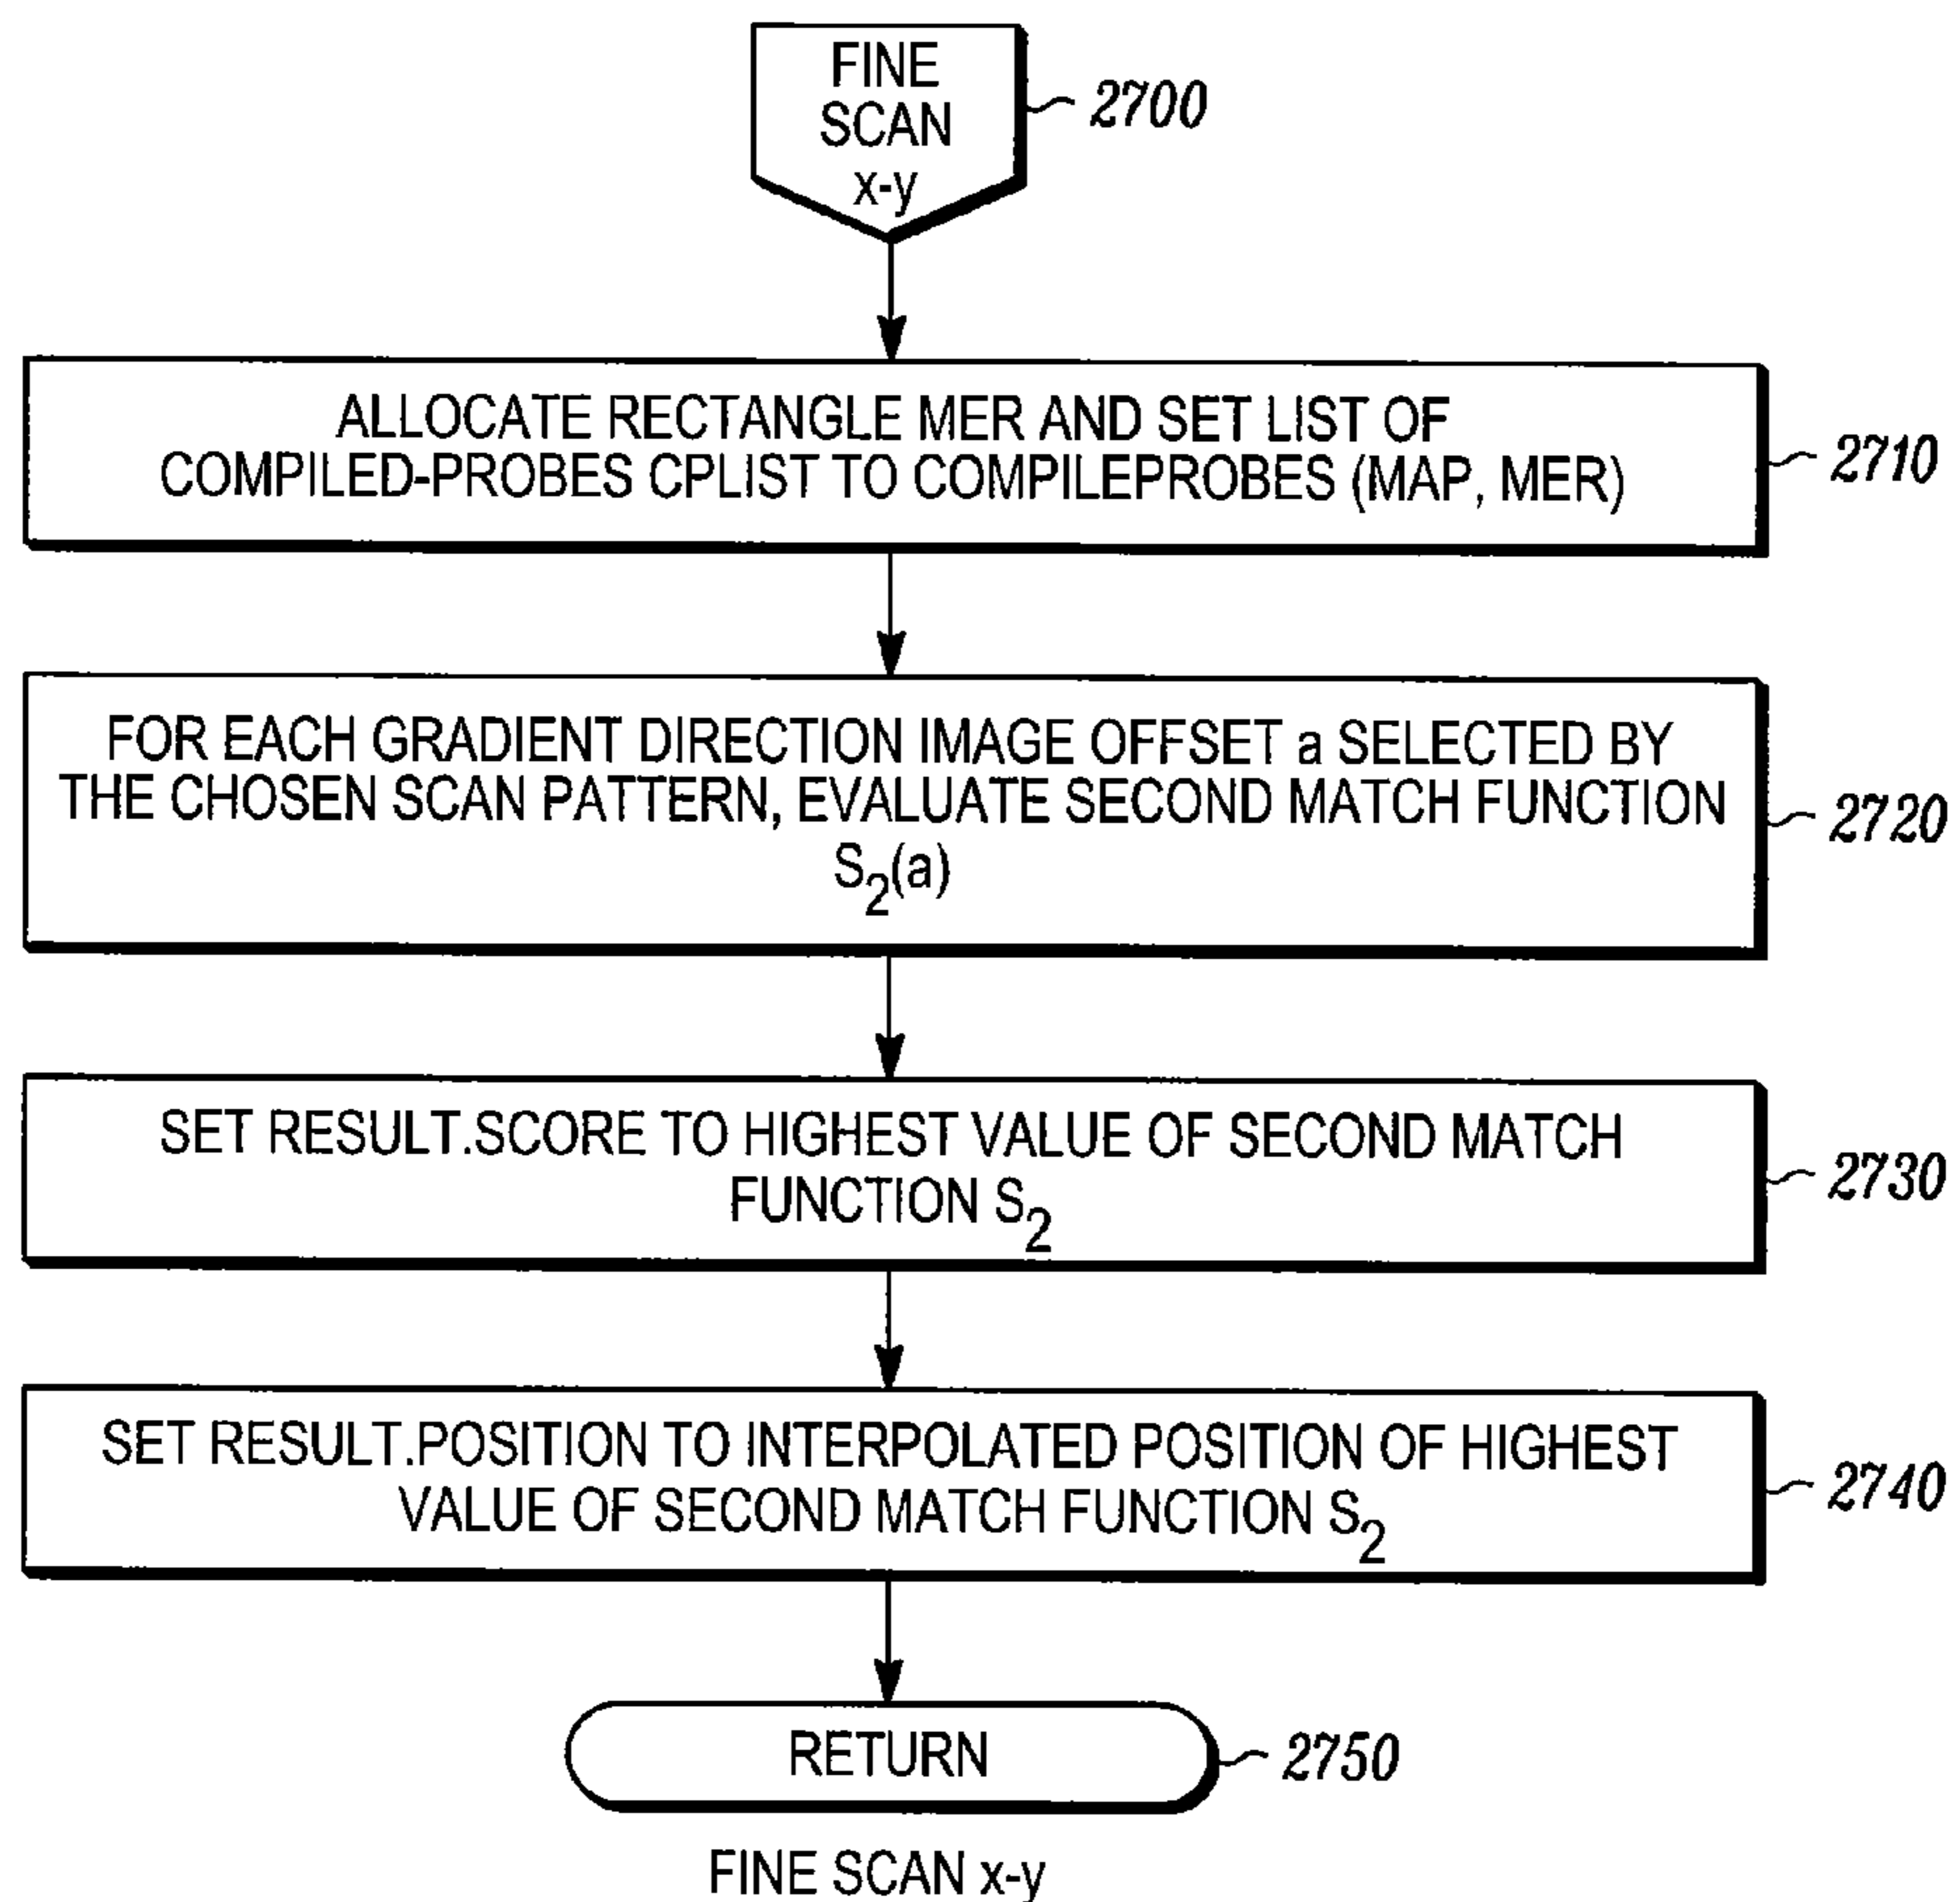 FINE
SCAN
x-y
2700
ALLOCATE RECTANGLE MER AND SET LIST OF
COMPILED-PROBES CPLIST TO COMPILEPROBES (MAP, MER)
2710
FOR EACH GRADIENT DIRECTION IMAGE OFFSET a SELECTED BY
THE CHOSEN SCAN PATTERN, EVALUATE SECOND MATCH FUNCTION
S₂(a)
2720
SET RESULT.SCORE TO HIGHEST VALUE OF SECOND MATCH
FUNCTION S₂
2730
SET RESULT.POSITION TO INTERPOLATED POSITION OF HIGHEST
VALUE OF SECOND MATCH FUNCTION S₂
2740
RETURN
2750
FINE SCAN x-y